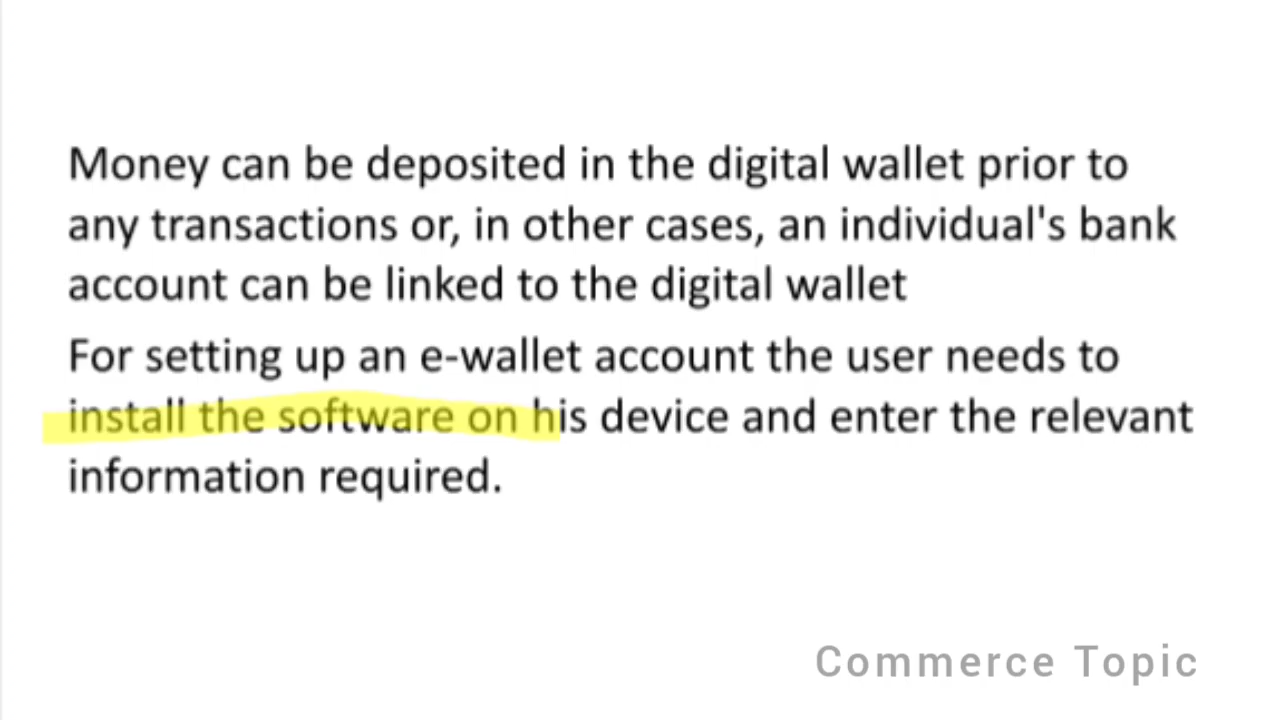 Money can be deposited in the digital wallet prior to
any transactions or, in other cases, an individual's bank
account can be linked to the digital wallet
For setting up an e-wallet account the user needs to
install the software on his device and enter the relevant
information required.
Commerce Topic